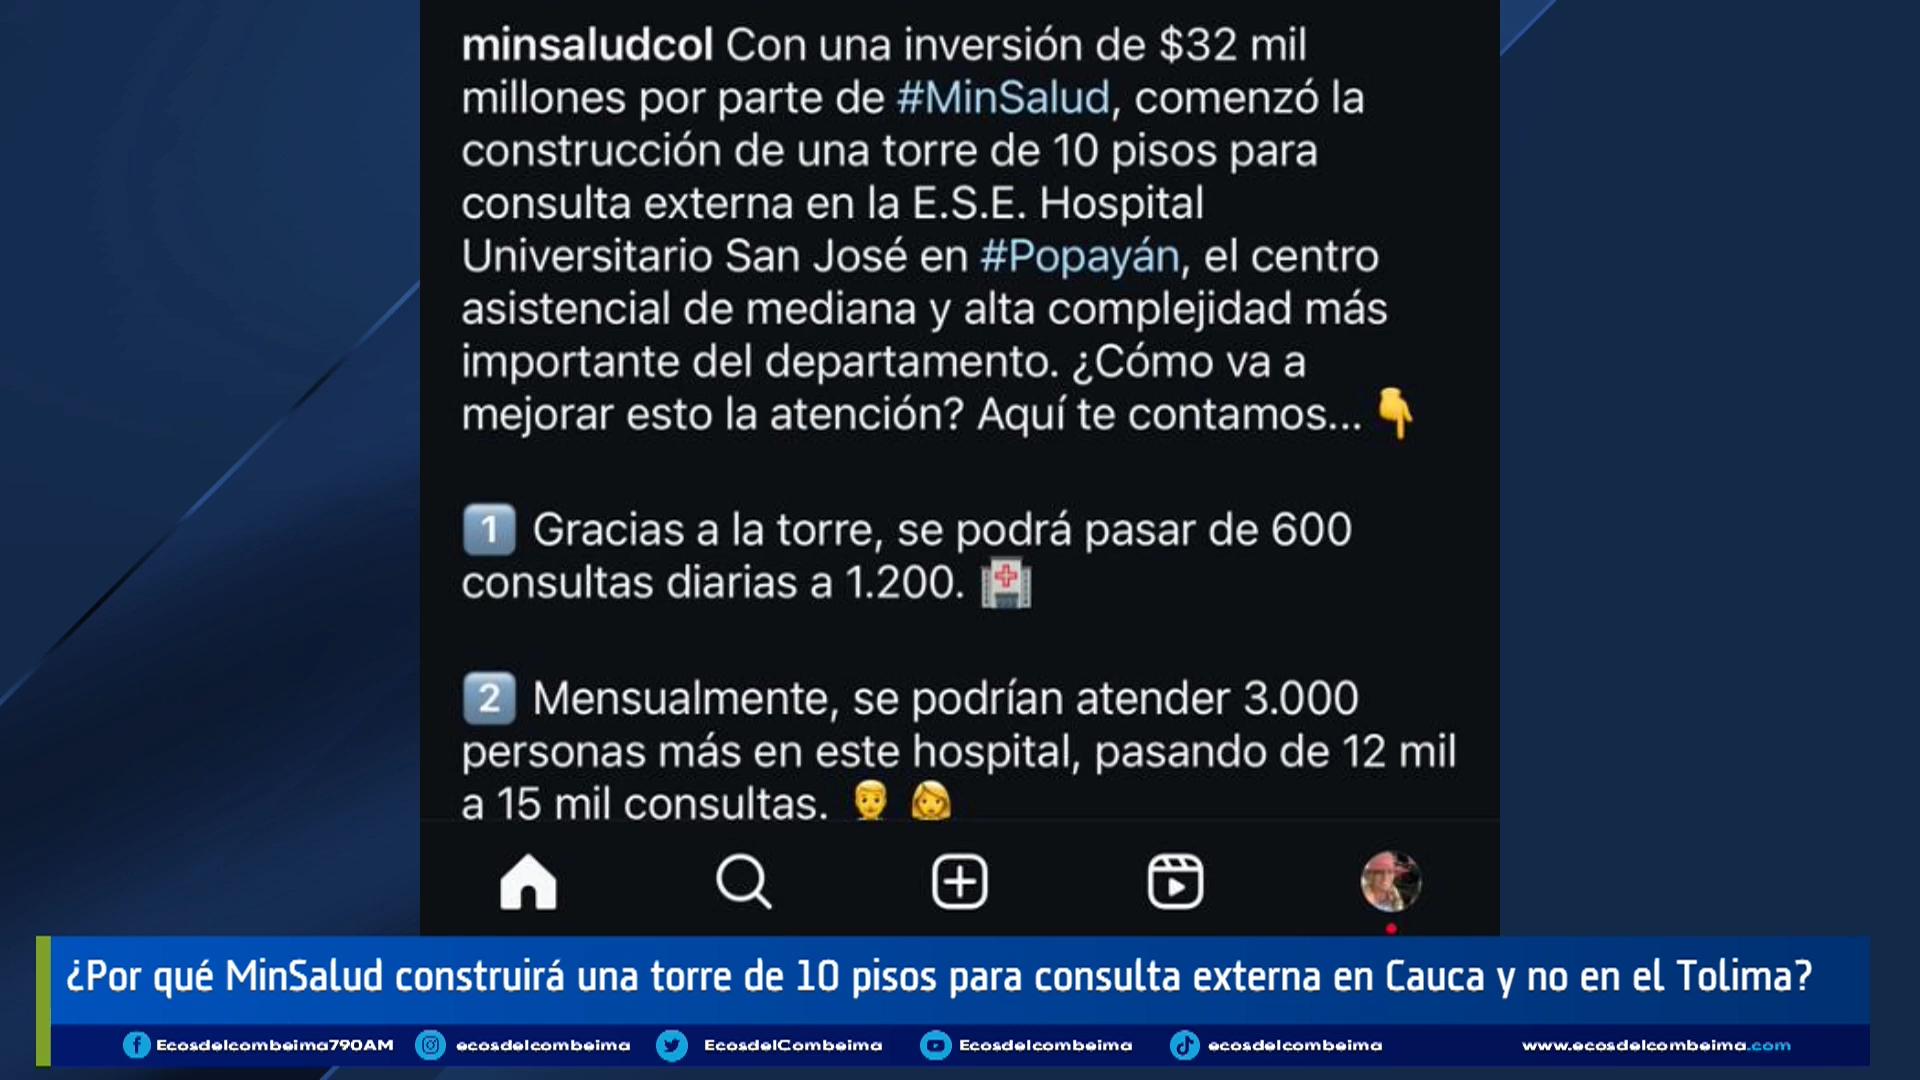 minsaludcol Con una inversión de $32 mil
millones por parte de #MinSalud, comenzó la
construcción de una torre de 10 pisos para
consulta externa en la E.S.E. Hospital
Universitario San José en #Popayán, el centro
asistencial de mediana y alta complejidad más
importante del departamento. ¿Cómo va a
mejorar esto la atención? Aquí te contamos... 👇
1️⃣ Gracias a la torre, se podrá pasar de 600
consultas diarias a 1.200. 🏥
2️⃣ Mensualmente, se podrían atender 3.000
personas más en este hospital, pasando de 12 mil
a 15 mil consultas. 👨 👩
¿Por qué MinSalud construirá una torre de 10 pisos para consulta externa en Cauca y no en el Tolima?
Ecosdelcombeima790AM ecosdelcombeima EcosdelCombeima Ecosdelcombeima ecosdelcombeima www.ecosdelcombeima.com